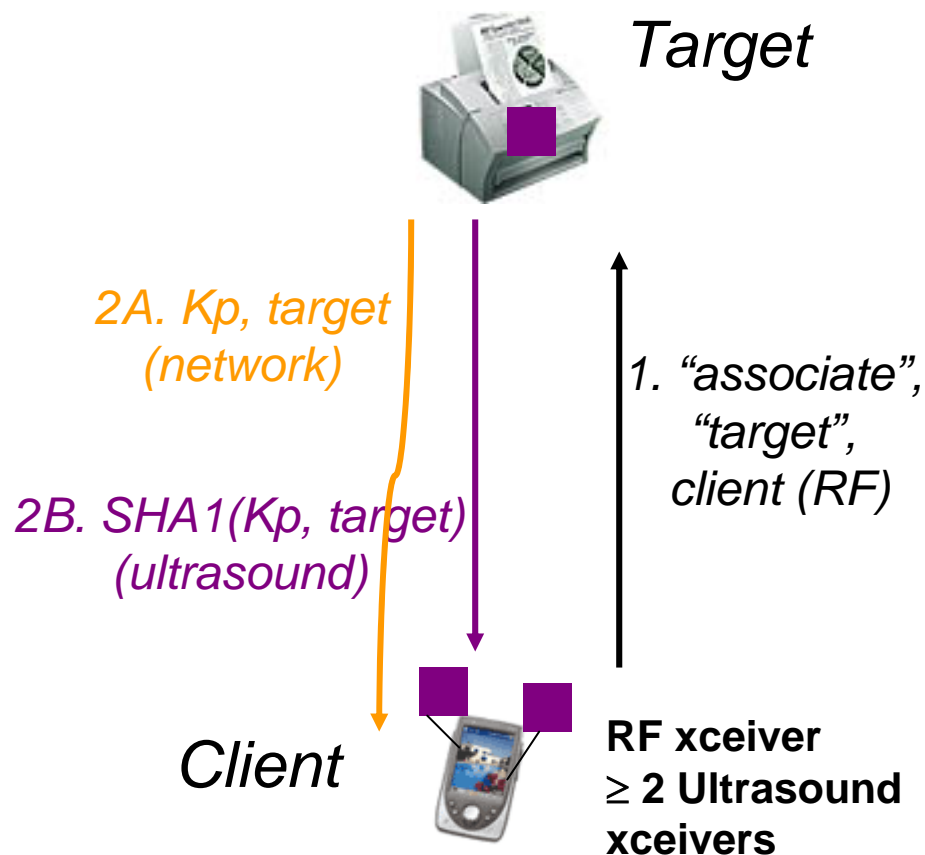 Target
2A. Kp, target
(network)
1. “associate”,
“target”,
client (RF)
2B. SHA1(Kp, target)
(ultrasound)
Client
RF xceiver
≥ 2 Ultrasound
xceivers